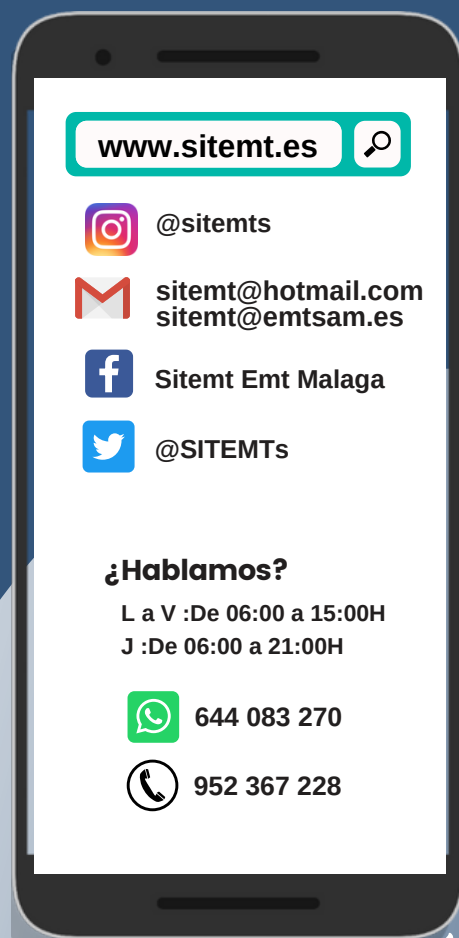 www.sitemt.es
@sitemts
sitemt@hotmail.com
sitemt@emtsam.es
Sitemt Emt Malaga
@SITEMTs
¿Hablamos?
L a V :De 06:00 a 15:00H
J :De 06:00 a 21:00H
644 083 270
952 367 228